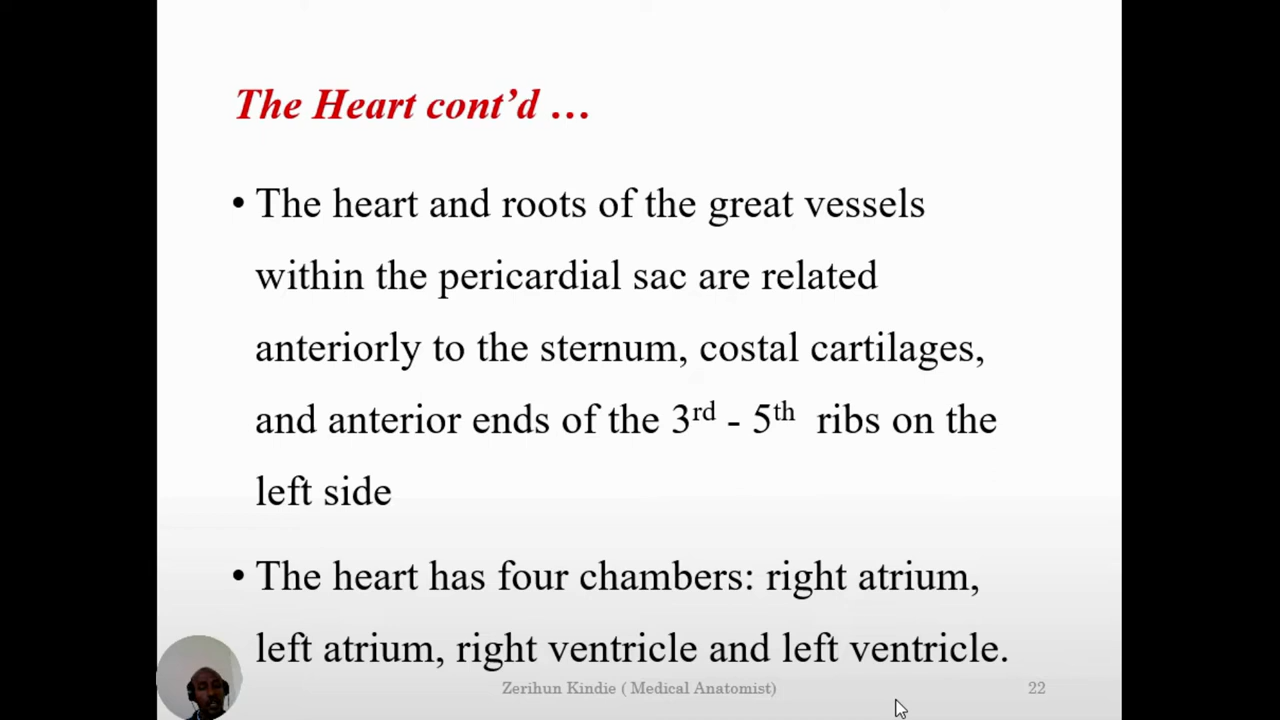 The Heart cont’d …
• The heart and roots of the great vessels
within the pericardial sac are related
anteriorly to the sternum, costal cartilages,
and anterior ends of the 3rd - 5th ribs on the
left side
• The heart has four chambers: right atrium,
left atrium, right ventricle and left ventricle.
Zerihun Kindie ( Medical Anatomist) 22